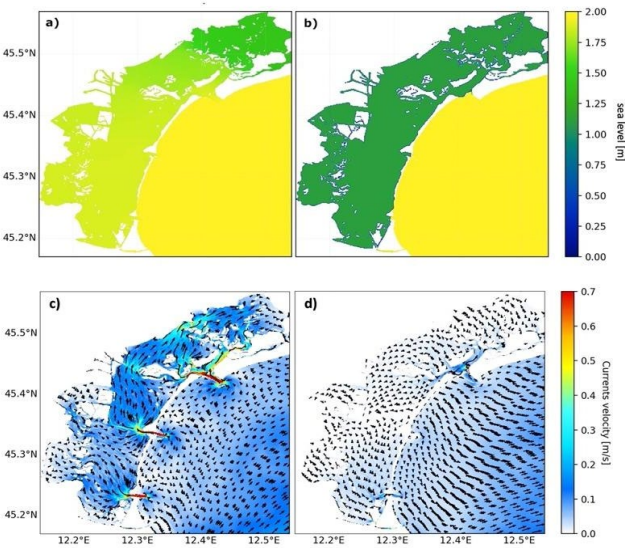 a)
b)
45.5°N
45.4°N
45.3°N
45.2°N
2.00
1.75
1.50
1.25
1.00
0.75
0.50
0.25
0.00
sea level [m]
c)
d)
45.5°N
45.4°N
45.3°N
45.2°N
12.2°E
12.3°E
12.4°E
12.5°E
12.2°E
12.3°E
12.4°E
12.5°E
0.7
0.6
0.5
0.4
0.3
0.2
0.1
0.0
Currents velocity [m/s]